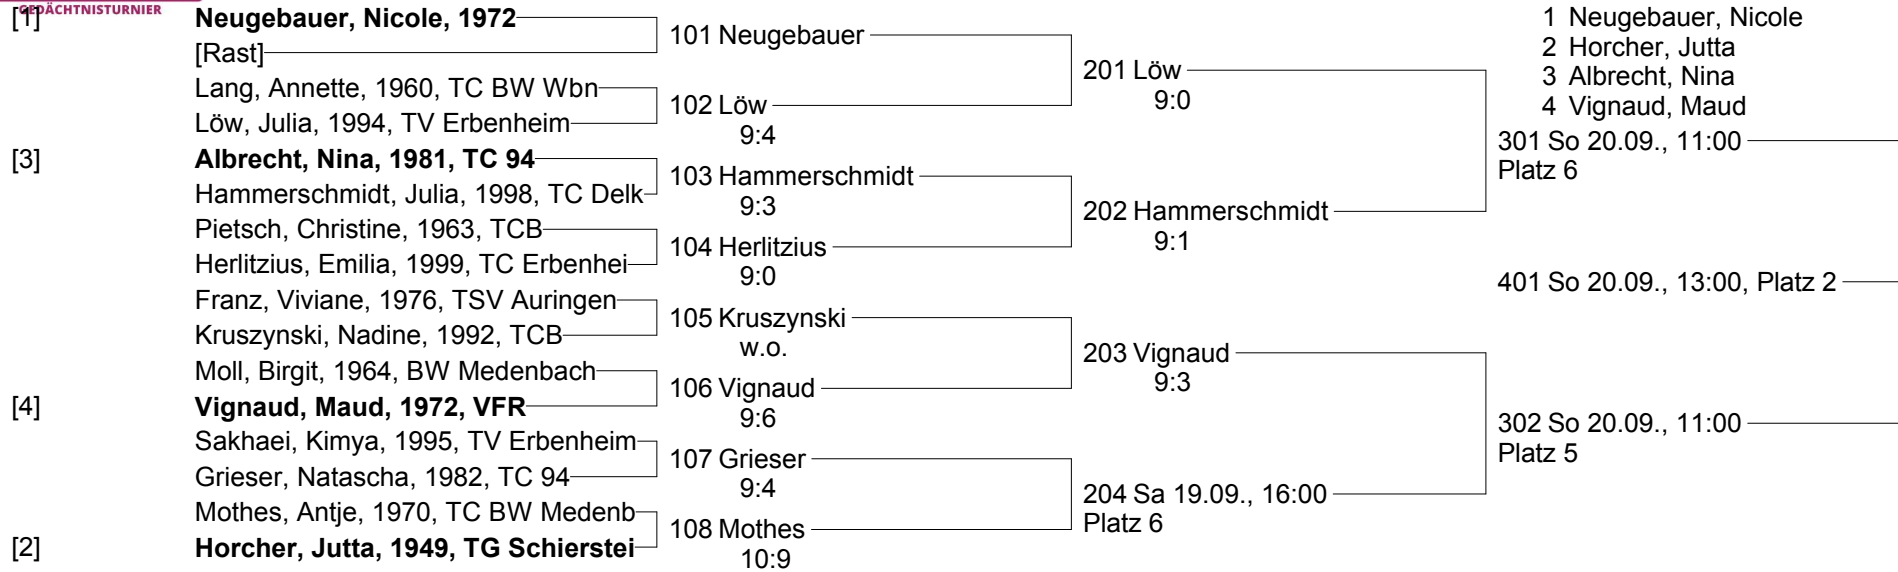 GEDÄCHTNISTURNIER
[1] Neugebauer, Nicole, 1972
[Rast]
Lang, Annette, 1960, TC BW Wbn
Löw, Julia, 1994, TV Erbenheim
[3] Albrecht, Nina, 1981, TC 94
Hammerschmidt, Julia, 1998, TC Delk
Pietsch, Christine, 1963, TCB
Herlitzius, Emilia, 1999, TC Erbenhei
Franz, Viviane, 1976, TSV Auringen
Kruszynski, Nadine, 1992, TCB
Moll, Birgit, 1964, BW Medenbach
[4] Vignaud, Maud, 1972, VFR
Sakhaei, Kimya, 1995, TV Erbenheim
Grieser, Natascha, 1982, TC 94
Mothes, Antje, 1970, TC BW Medenb
[2] Horcher, Jutta, 1949, TG Schierstei
101 Neugebauer
102 Löw
9:4
103 Hammerschmidt
9:3
104 Herlitzius
9:0
105 Kruszynski
w.o.
106 Vignaud
9:6
107 Grieser
9:4
108 Mothes
10:9
201 Löw
9:0
202 Hammerschmidt
9:1
203 Vignaud
9:3
204 Sa 19.09., 16:00
Platz 6
1 Neugebauer, Nicole
2 Horcher, Jutta
3 Albrecht, Nina
4 Vignaud, Maud
301 So 20.09., 11:00
Platz 6
401 So 20.09., 13:00, Platz 2
302 So 20.09., 11:00
Platz 5